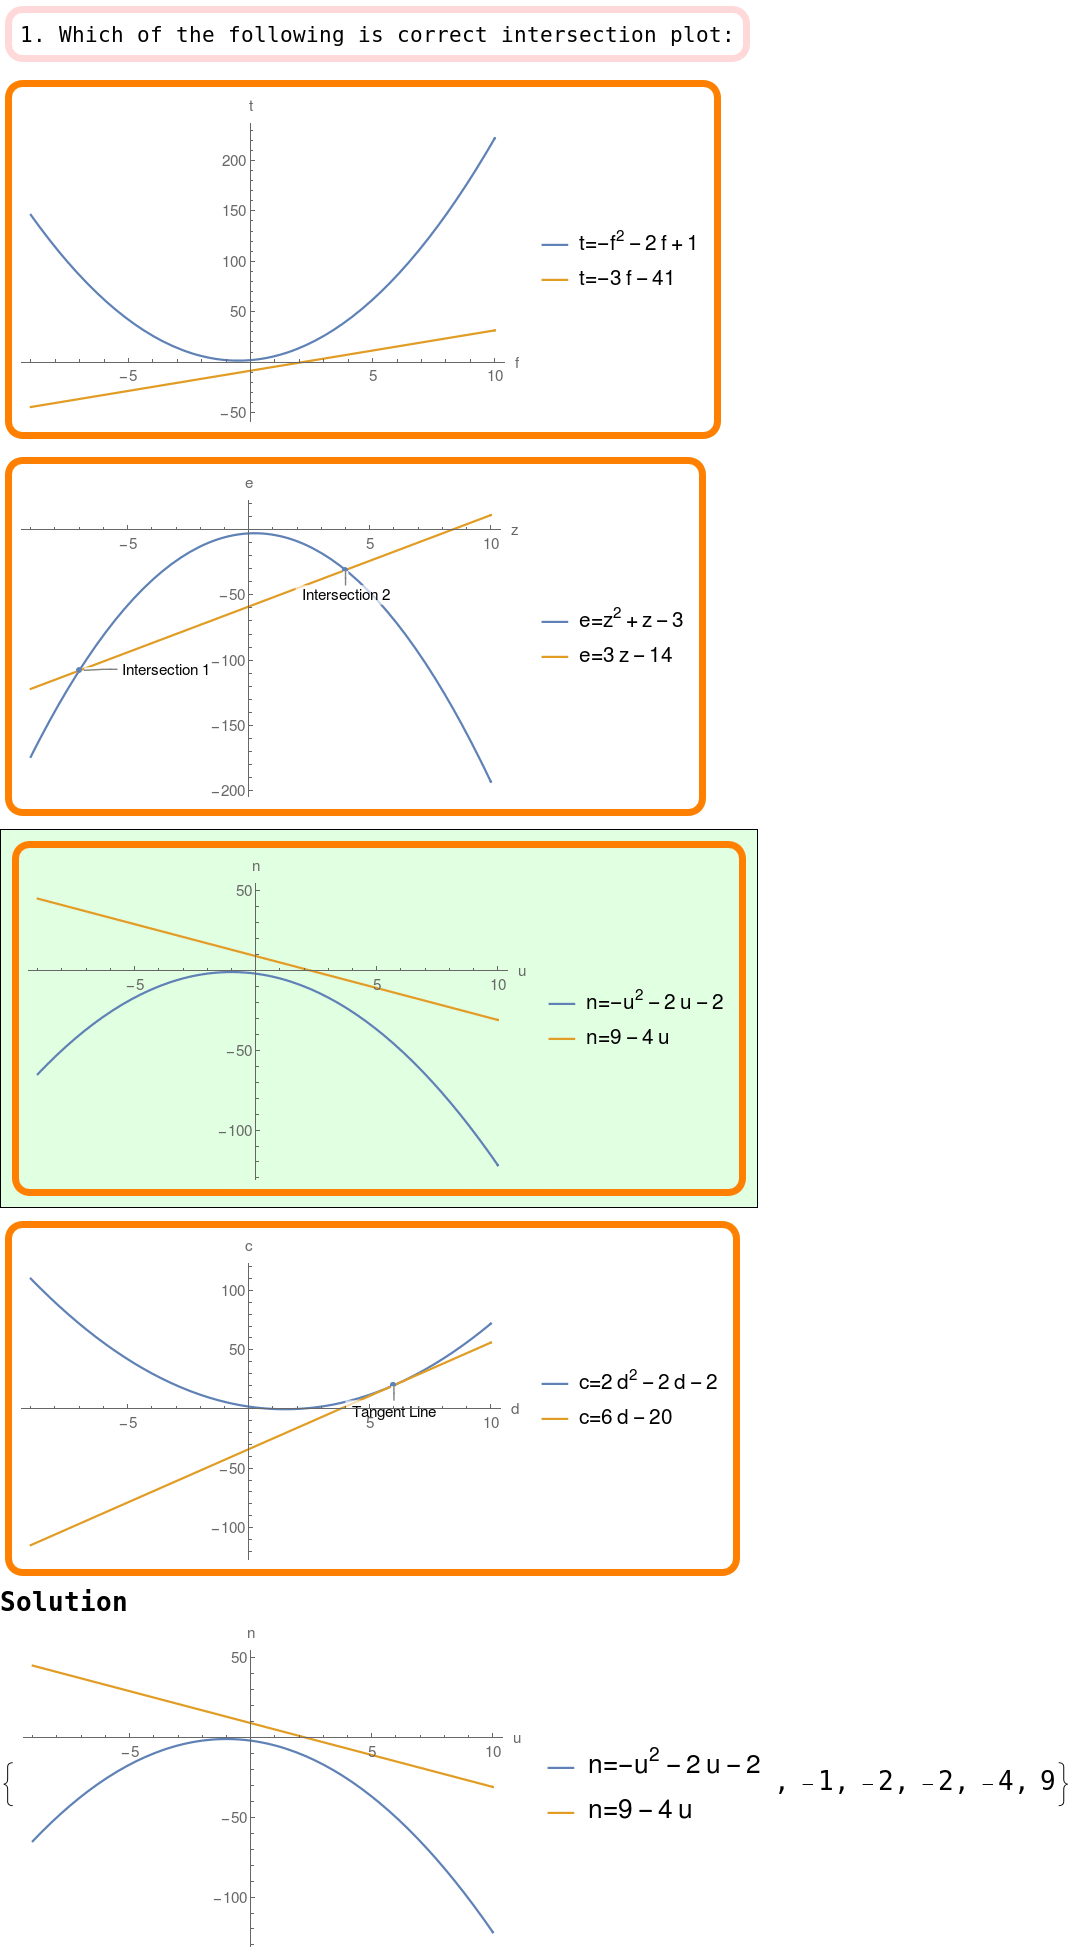 1. Which of the following is correct intersection plot:
t
200
150
100
50
−5 5 10 f
−50
t=−f² − 2 f + 1
t=−3 f − 41
e
−5 5 10 z
−50
Intersection 2
Intersection 1
−100
−150
−200
e=z² + z − 3
e=3 z − 14
n
50
−5 5 10 u
−50
−100
n=−u² − 2 u − 2
n=9 − 4 u
c
100
50
−5 5 10 d
Tangent Line
−50
−100
c=2 d² − 2 d − 2
c=6 d − 20
Solution
n
50
−5 5 10 u
−50
−100
n=−u² − 2 u − 2
n=9 − 4 u
{ , −1, −2, −2, −4, 9}